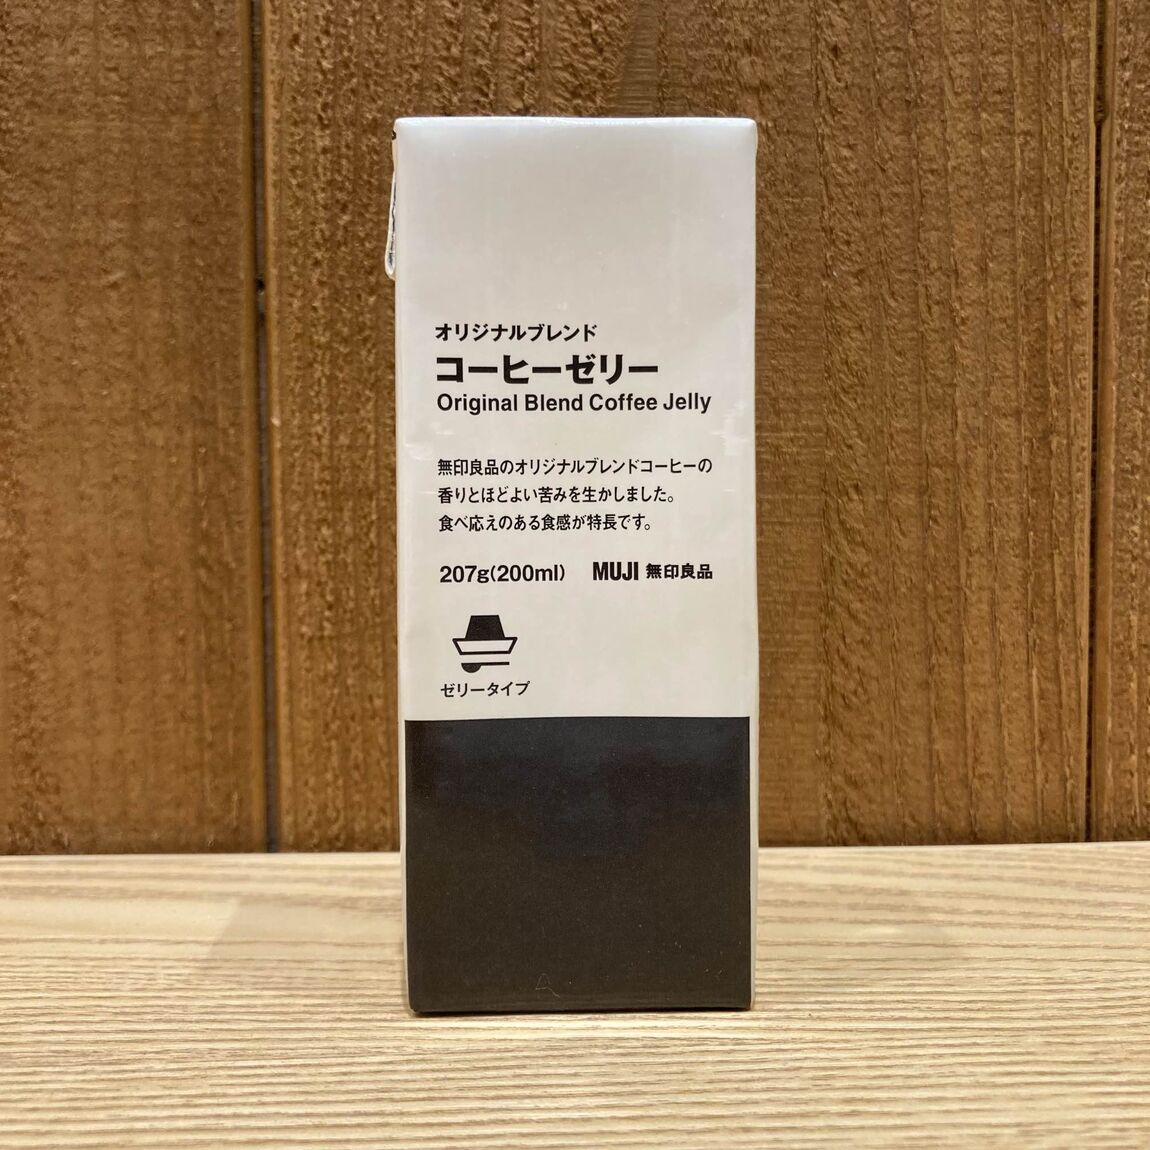 オリジナルブレンド
コーヒーゼリー
Original Blend Coffee Jelly
無印良品のオリジナルブレンドコーヒーの
香りとほどよい苦みを生かしました。
食べ応えのある食感が特長です。
207g(200ml) MUJI 無印良品
ゼリータイプ